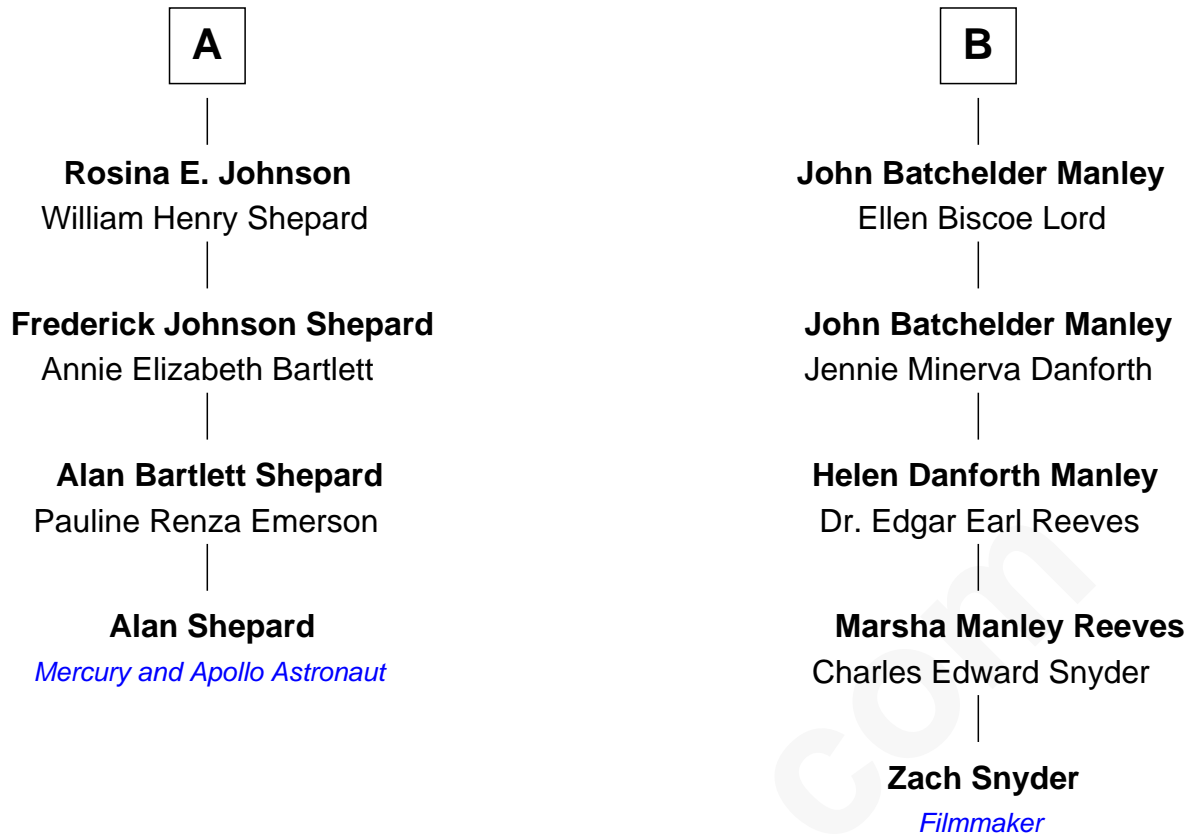 A
Rosina E. Johnson
William Henry Shepard
Frederick Johnson Shepard
Annie Elizabeth Bartlett
Alan Bartlett Shepard
Pauline Renza Emerson
Alan Shepard
Mercury and Apollo Astronaut
B
John Batchelder Manley
Ellen Biscoe Lord
John Batchelder Manley
Jennie Minerva Danforth
Helen Danforth Manley
Dr. Edgar Earl Reeves
Marsha Manley Reeves
Charles Edward Snyder
Zach Snyder
Filmmaker
com